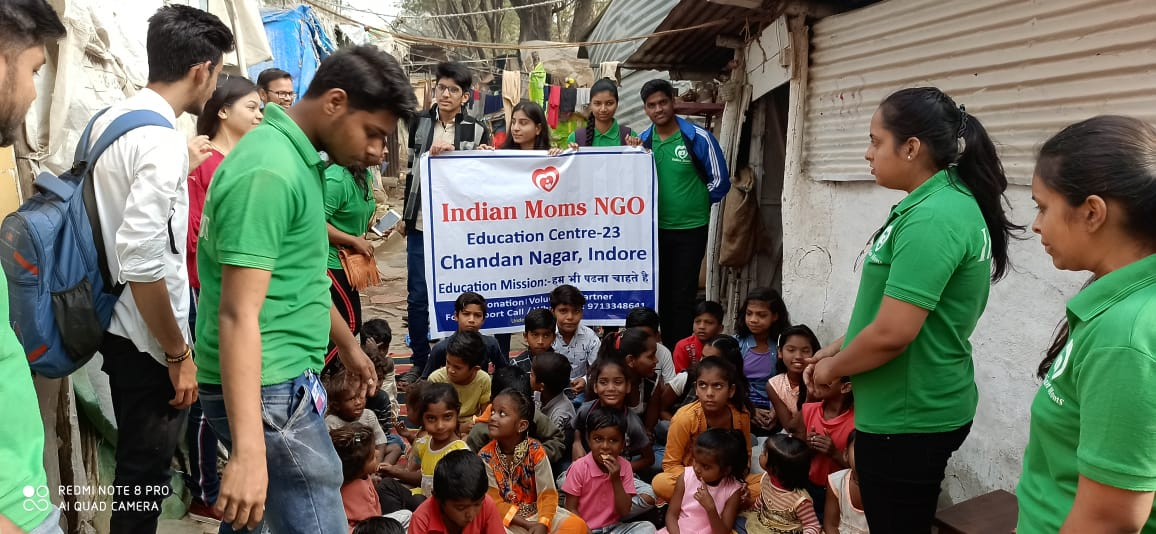 Indian Moms NGO
Education Centre-23
Chandan Nagar, Indore
Education Mission:-हम भी पढना चाहते है
9713348641
REDMI NOTE 8 PRO
AI QUAD CAMERA